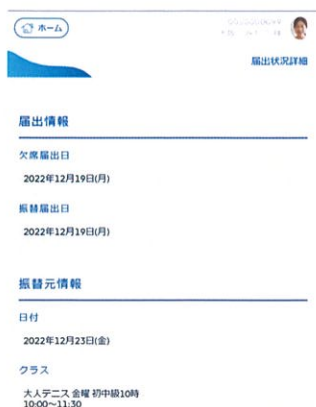 ホーム
届出状況詳細
届出情報
欠席届出日
2022年12月19日(月)
振替届出日
2022年12月19日(月)
振替元情報
日付
2022年12月23日(金)
クラス
大人テニス 金曜 初中級10時
10:00~11:30